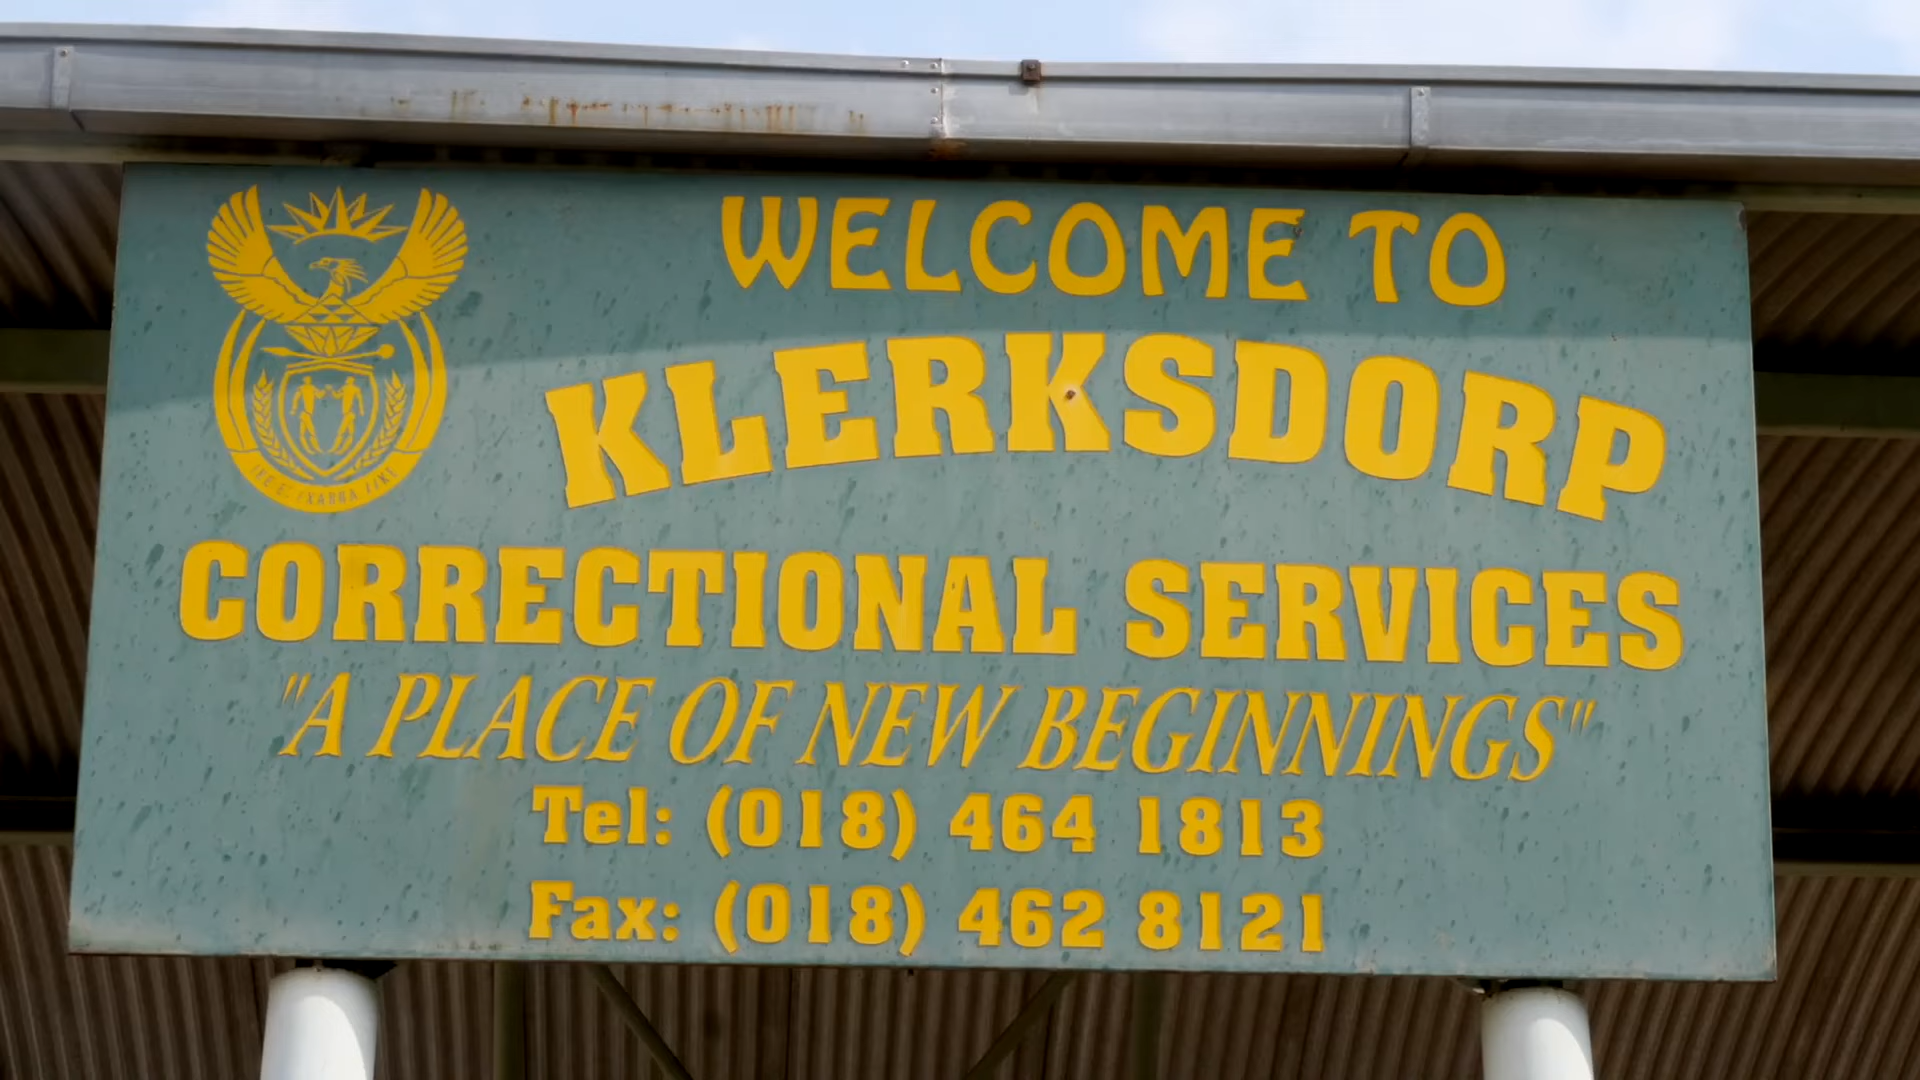 WELCOME TO
KLERKSDORP
CORRECTIONAL SERVICES
"A PLACE OF NEW BEGINNINGS"
Tel: (018) 464 1813
Fax: (018) 462 8121